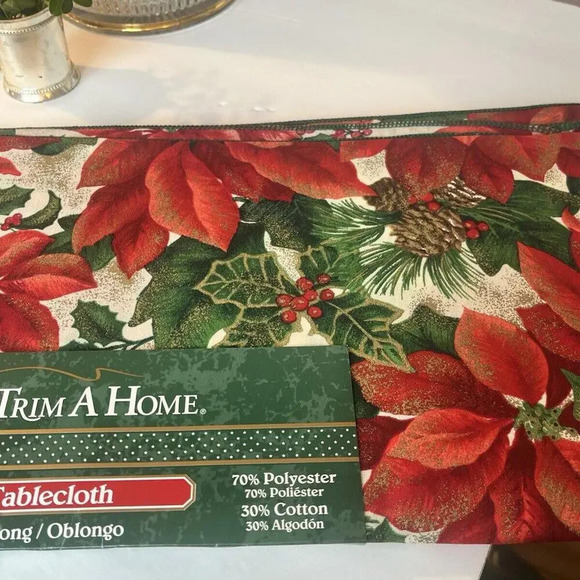 TRIM A HOME®
Tablecloth
70% Polyester
70% Poliéster
ong / Oblongo
30% Cotton
30% Algodón